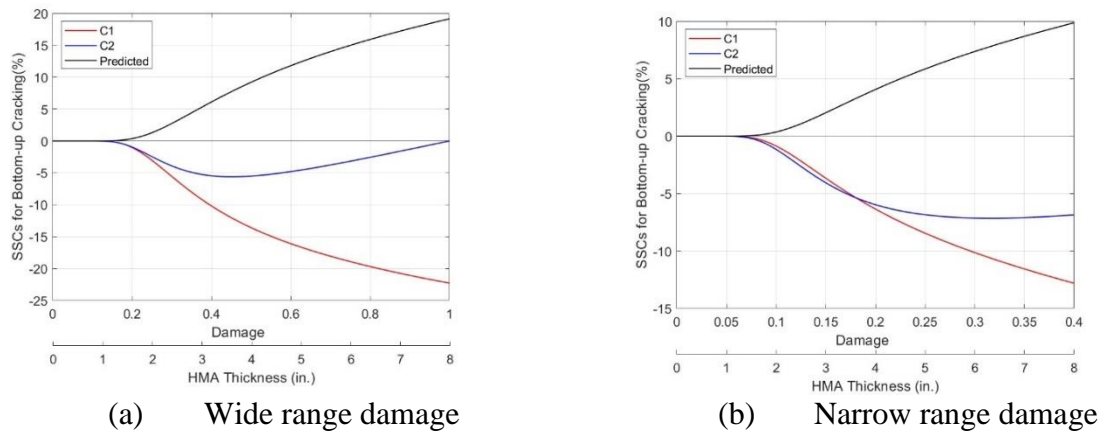 20
15
10
5
0
-5
-10
-15
-20
-25
SSCs for Bottom-up Cracking(%)
C1
C2
Predicted
0 0.2 0.4 0.6 0.8 1
Damage
0 1 2 3 4 5 6 7 8
HMA Thickness (in.)
(a) Wide range damage
10
5
0
-5
-10
-15
SSCs for Bottom-up Cracking(%)
C1
C2
Predicted
0 0.05 0.1 0.15 0.2 0.25 0.3 0.35 0.4
Damage
0 1 2 3 4 5 6 7 8
HMA Thickness (in.)
(b) Narrow range damage